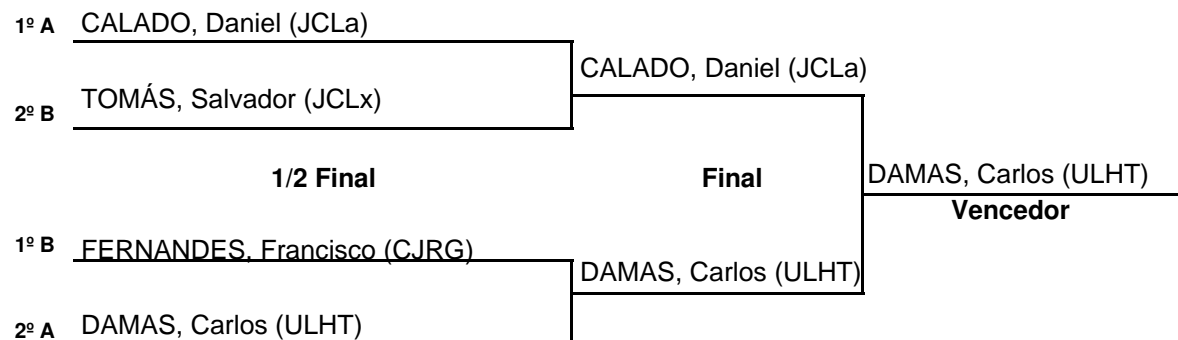 1º A CALADO, Daniel (JCLa)
CALADO, Daniel (JCLa)
2º B TOMÁS, Salvador (JCLx)
1/2 Final Final DAMAS, Carlos (ULHT)
Vencedor
1º B FERNANDES, Francisco (CJRG)
DAMAS, Carlos (ULHT)
2º A DAMAS, Carlos (ULHT)